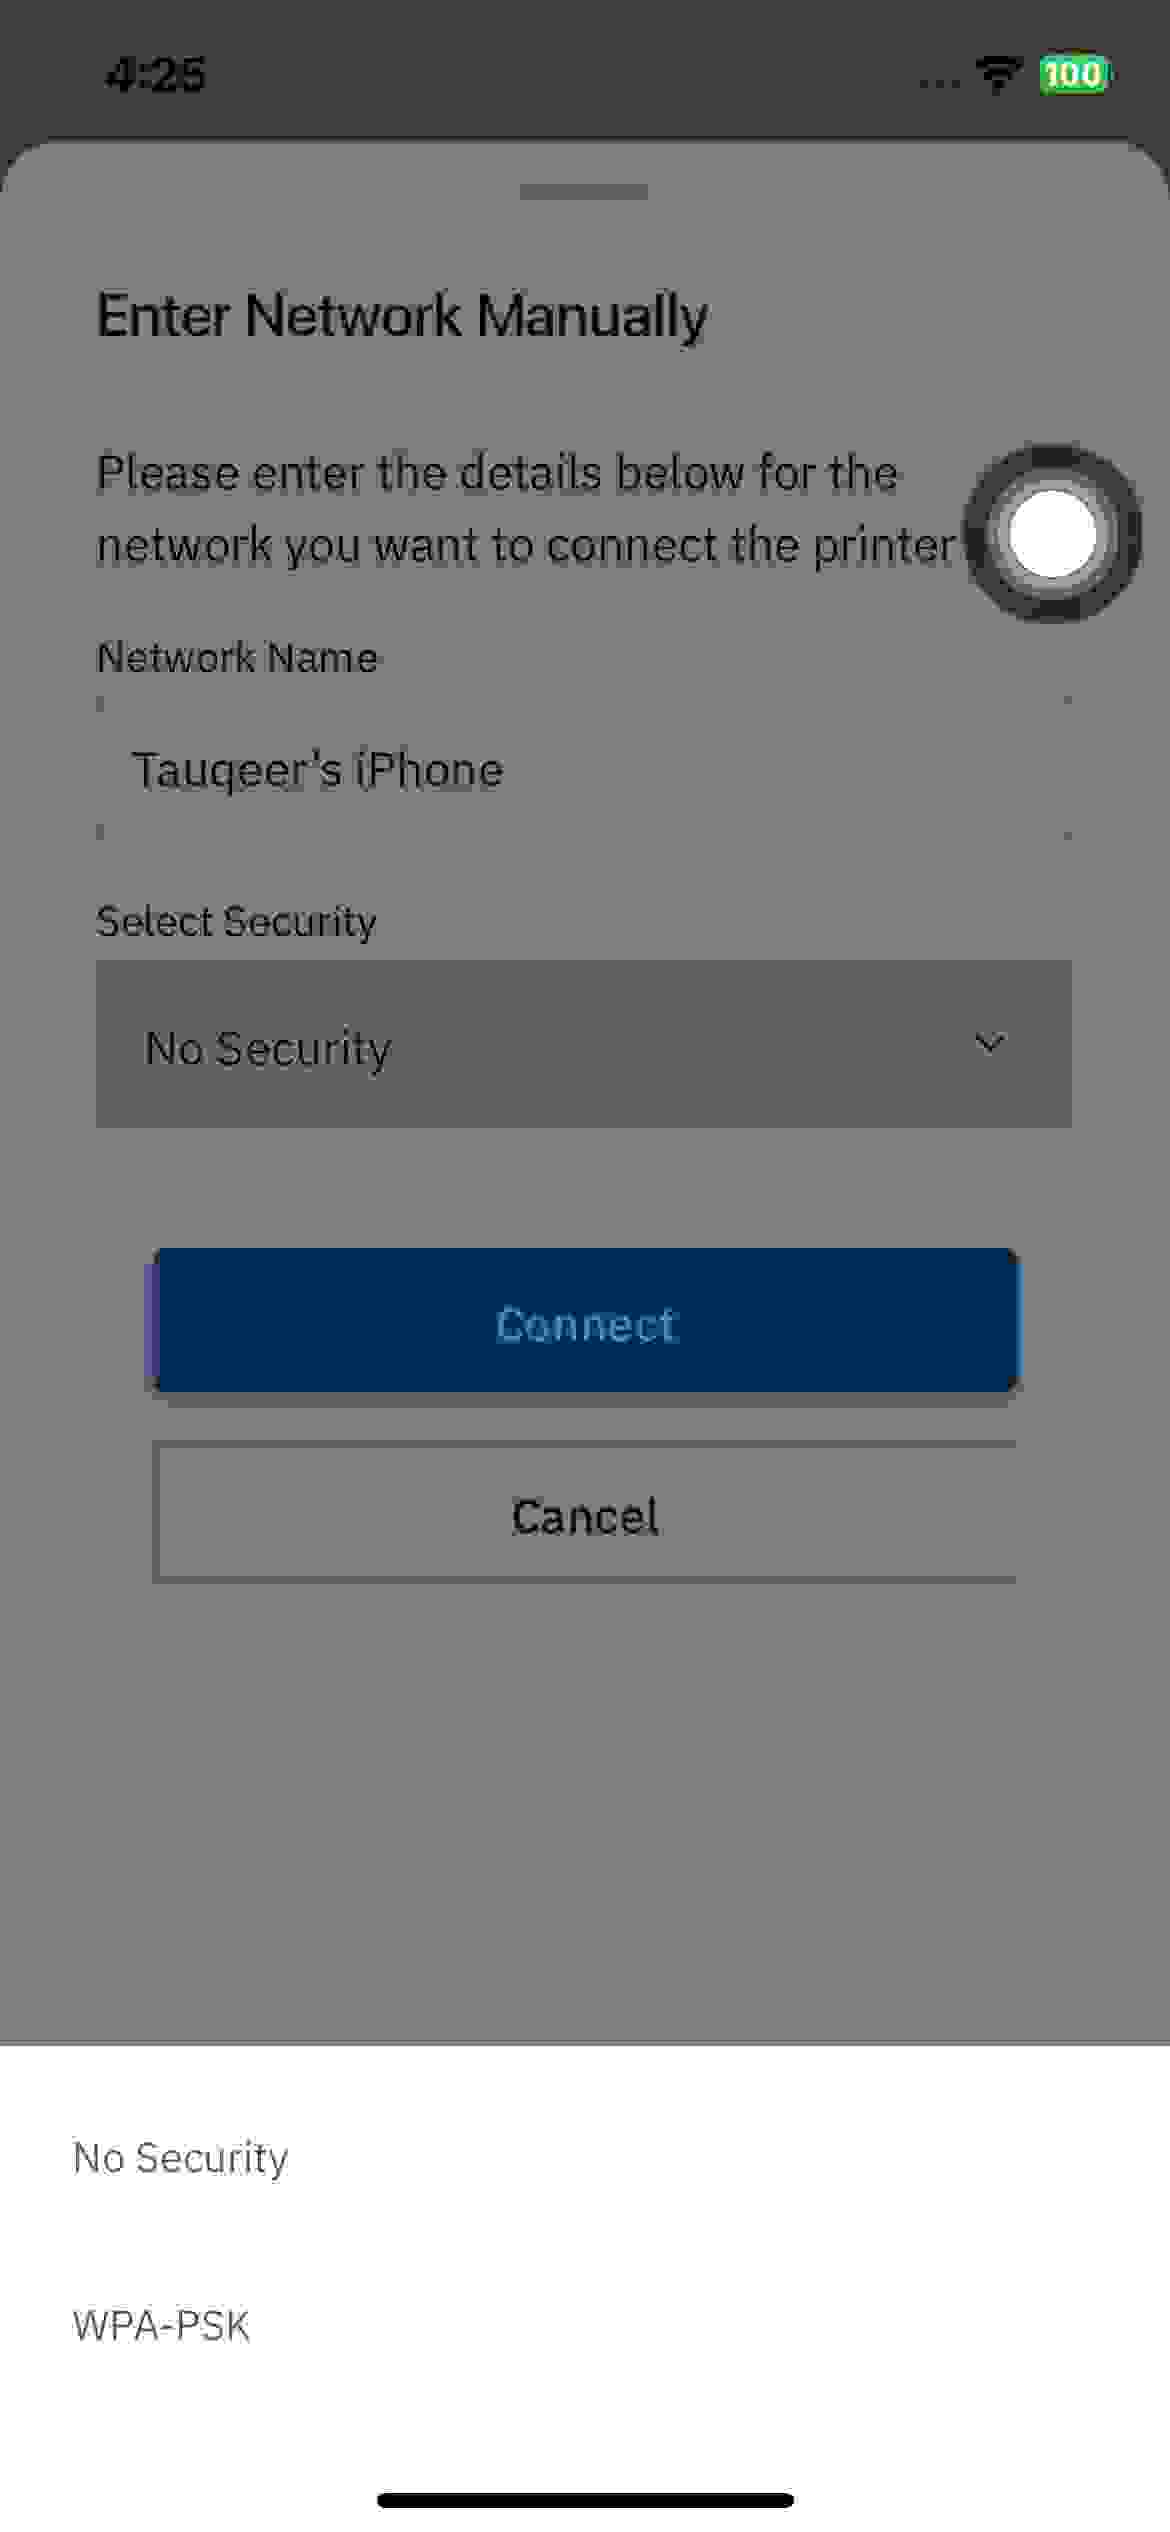 4:25
100
Enter Network Manually
Please enter the details below for the
network you want to connect the printer
Network Name
Tauqeer's iPhone
Select Security
No Security
Connect
Cancel
No Security
WPA-PSK